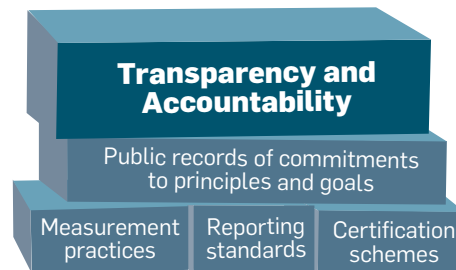 Transparency and
Accountability
Public records of commitments
to principles and goals
Measurement
practices
Reporting
standards
Certification
schemes